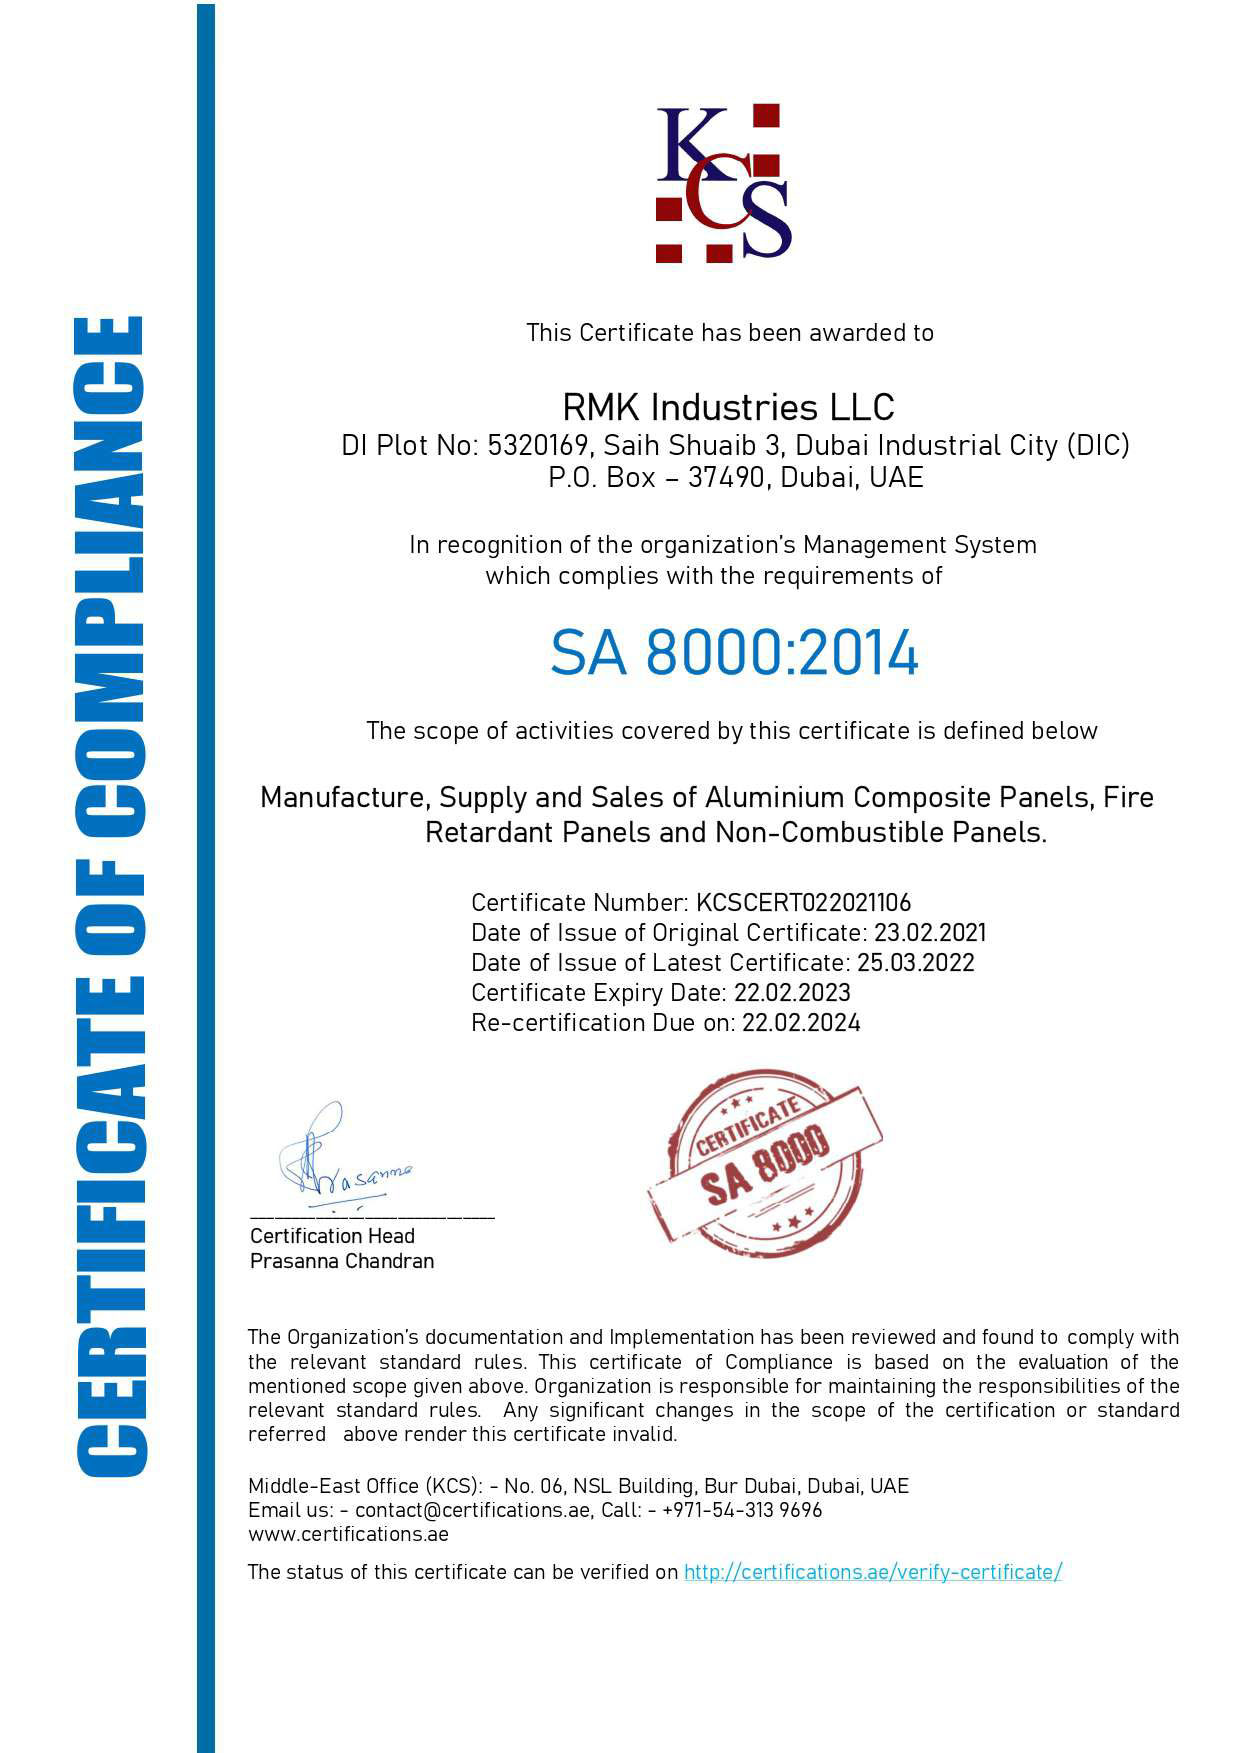 CERTIFICATE OF COMPLIANCE
KCS
This Certificate has been awarded to
RMK Industries LLC
DI Plot No: 5320169, Saih Shuaib 3, Dubai Industrial City (DIC)
P.O. Box – 37490, Dubai, UAE
In recognition of the organization's Management System
which complies with the requirements of
SA 8000:2014
The scope of activities covered by this certificate is defined below
Manufacture, Supply and Sales of Aluminium Composite Panels, Fire
Retardant Panels and Non-Combustible Panels.
Certificate Number: KCSCERT022021106
Date of Issue of Original Certificate: 23.02.2021
Date of Issue of Latest Certificate: 25.03.2022
Certificate Expiry Date: 22.02.2023
Re-certification Due on: 22.02.2024
CERTIFICATE
SA 8000
Prasanna
Certification Head
Prasanna Chandran
The Organization's documentation and Implementation has been reviewed and found to comply with
the relevant standard rules. This certificate of Compliance is based on the evaluation of the
mentioned scope given above. Organization is responsible for maintaining the responsibilities of the
relevant standard rules. Any significant changes in the scope of the certification or standard
referred above render this certificate invalid.
Middle-East Office (KCS): - No. 06, NSL Building, Bur Dubai, Dubai, UAE
Email us: - contact@certifications.ae, Call: - +971-54-313 9696
www.certifications.ae
The status of this certificate can be verified on http://certifications.ae/verify-certificate/